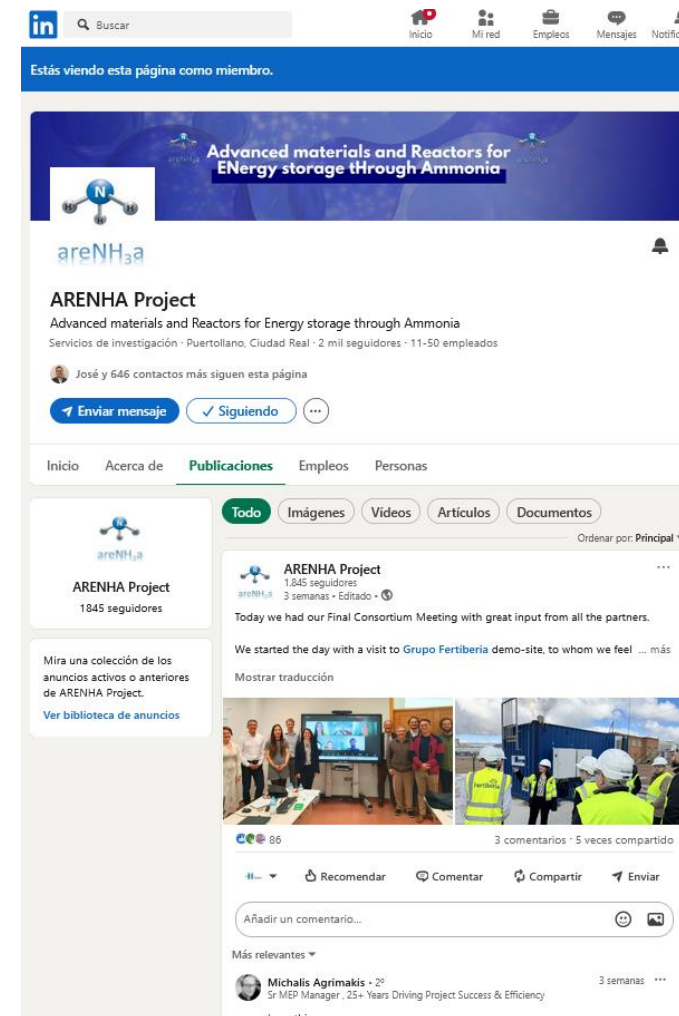 in
Buscar
Inicio
Mi red
Empleos
Mensajes
Estás viendo esta página como miembro.
Advanced materials and Reactors for
ENergy storage tHrough Ammonia
N
H
H
H
areNH₃a
ARENHA Project
Advanced materials and Reactors for Energy storage through Ammonia
Servicios de investigación · Puertollano, Ciudad Real · 2 mil seguidores · 11-50 empleados
José y 646 contactos más siguen esta página
Enviar mensaje
Siguiendo
Inicio
Acerca de
Publicaciones
Empleos
Personas
Todo
Imágenes
Vídeos
Artículos
Documentos
Ordenar por: Principal
areNH₃a
ARENHA Project
1845 seguidores
Mira una colección de los
anuncios activos o anteriores
de ARENHA Project.
Ver biblioteca de anuncios
areNH₃a
ARENHA Project
1.845 seguidores
3 semanas • Editado •
Today we had our Final Consortium Meeting with great input from all the partners.
We started the day with a visit to Grupo Fertiberia demo-site, to whom we feel ... más
Mostrar traducción
Fertiberia
86
3 comentarios · 5 veces compartido
Recomendar
Comentar
Compartir
Enviar
Añadir un comentario...
Más relevantes
Michalis Agrimakis • 2º
3 semanas
Sr MEP Manager , 25+ Years Driving Project Success & Efficiency